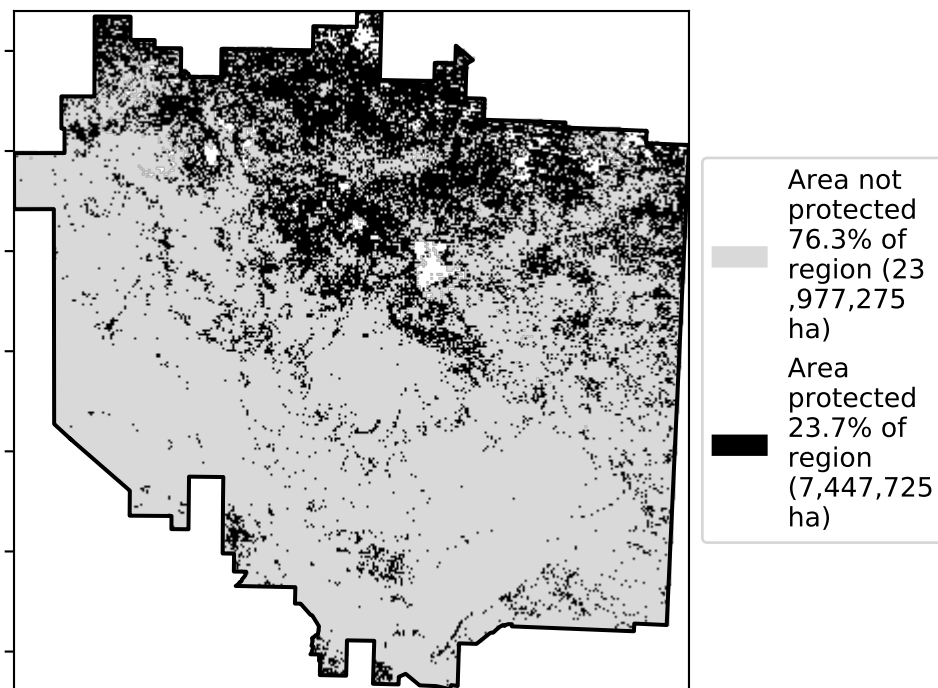 Area not
protected
76.3% of
region (23
,977,275
ha)
Area
protected
23.7% of
region
(7,447,725
ha)